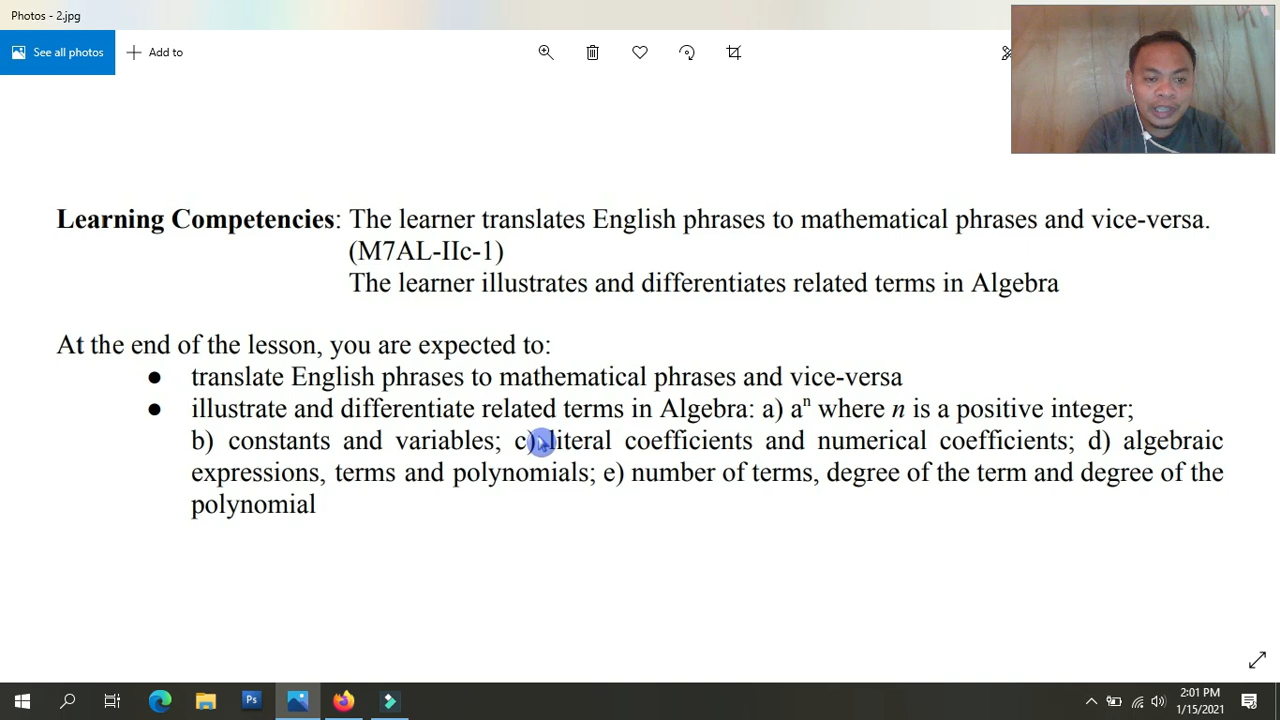 Photos - 2.jpg
See all photos
Add to
Learning Competencies: The learner translates English phrases to mathematical phrases and vice-versa.
(M7AL-IIc-1)
The learner illustrates and differentiates related terms in Algebra
At the end of the lesson, you are expected to:
● translate English phrases to mathematical phrases and vice-versa
● illustrate and differentiate related terms in Algebra: a) aⁿ where n is a positive integer;
b) constants and variables; c) literal coefficients and numerical coefficients; d) algebraic
expressions, terms and polynomials; e) number of terms, degree of the term and degree of the
polynomial
Ps
2:01 PM
1/15/2021